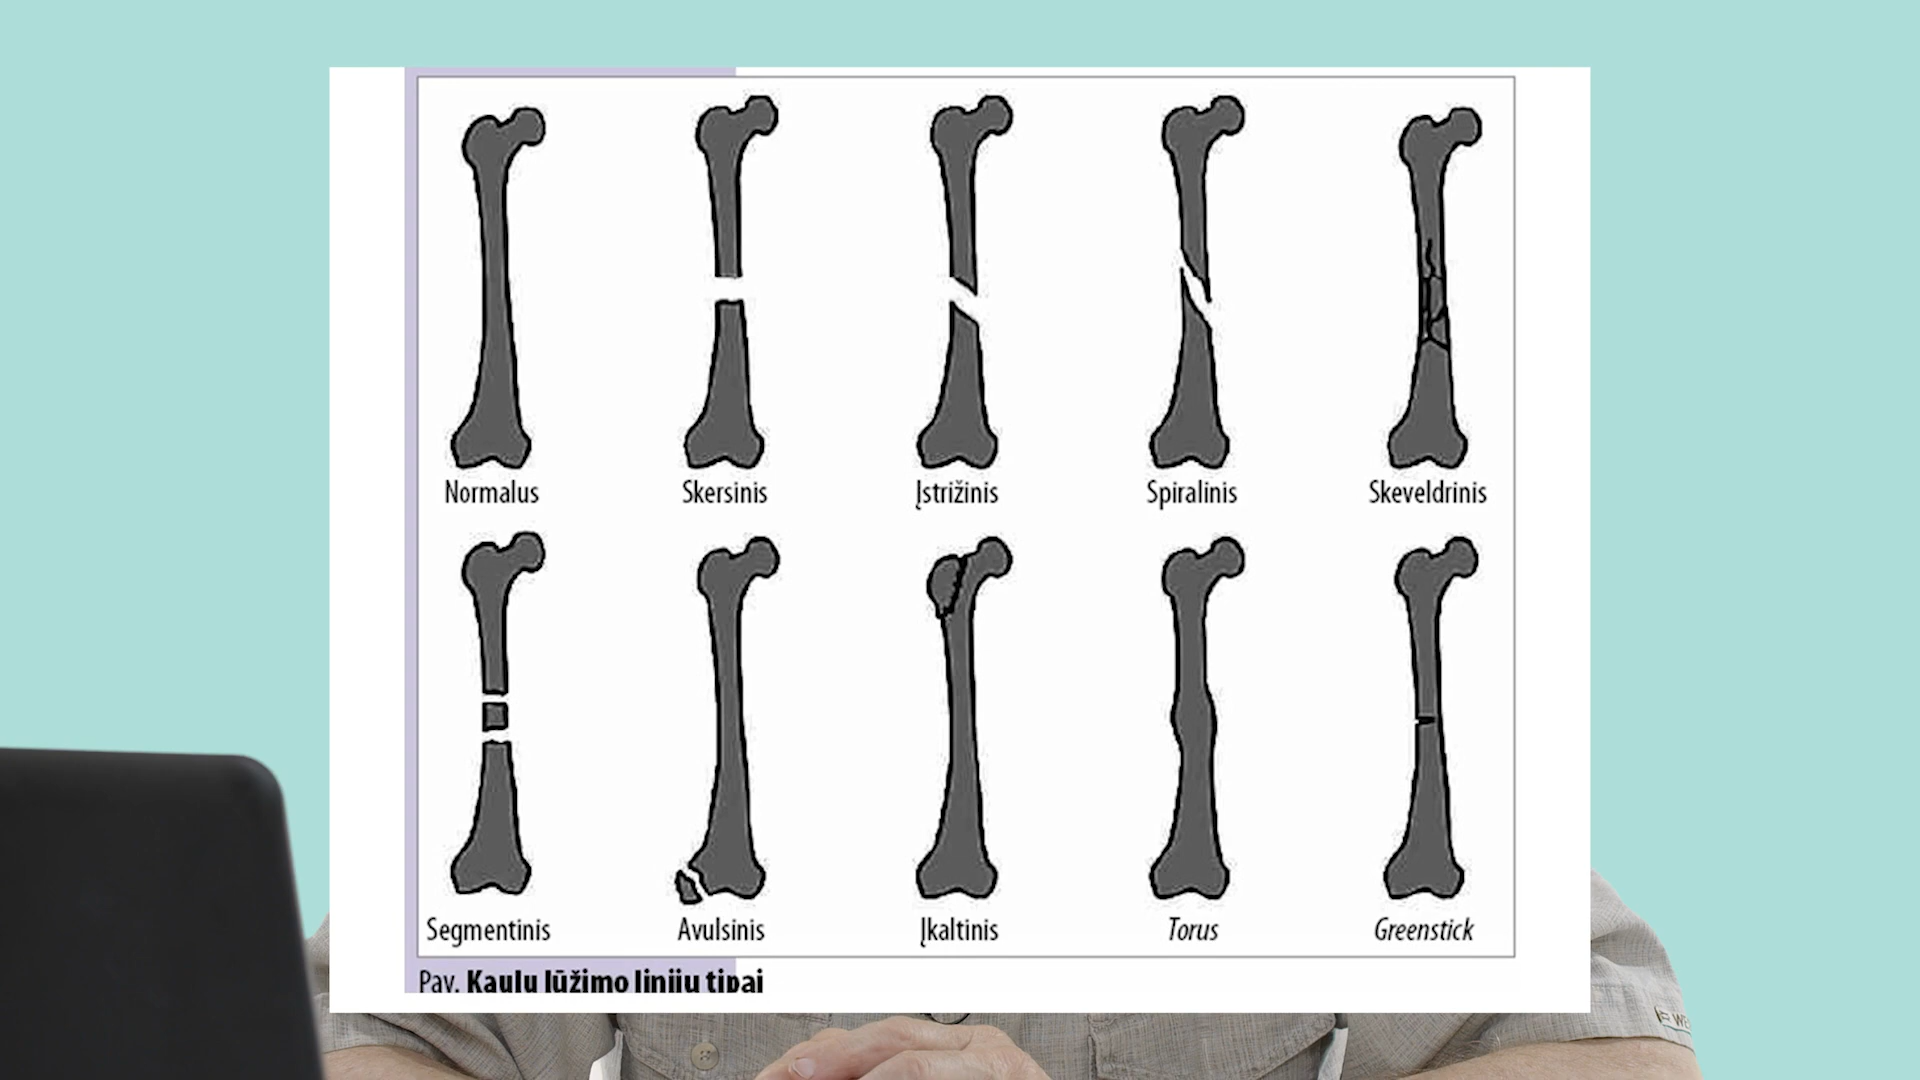 Normalus Skersinis Įstrižinis Spiralinis Skeveldrinis
Segmentinis Avulsinis Įkaltinis Torus Greenstick
Pav. Kaulų lūžimo linijų tipai